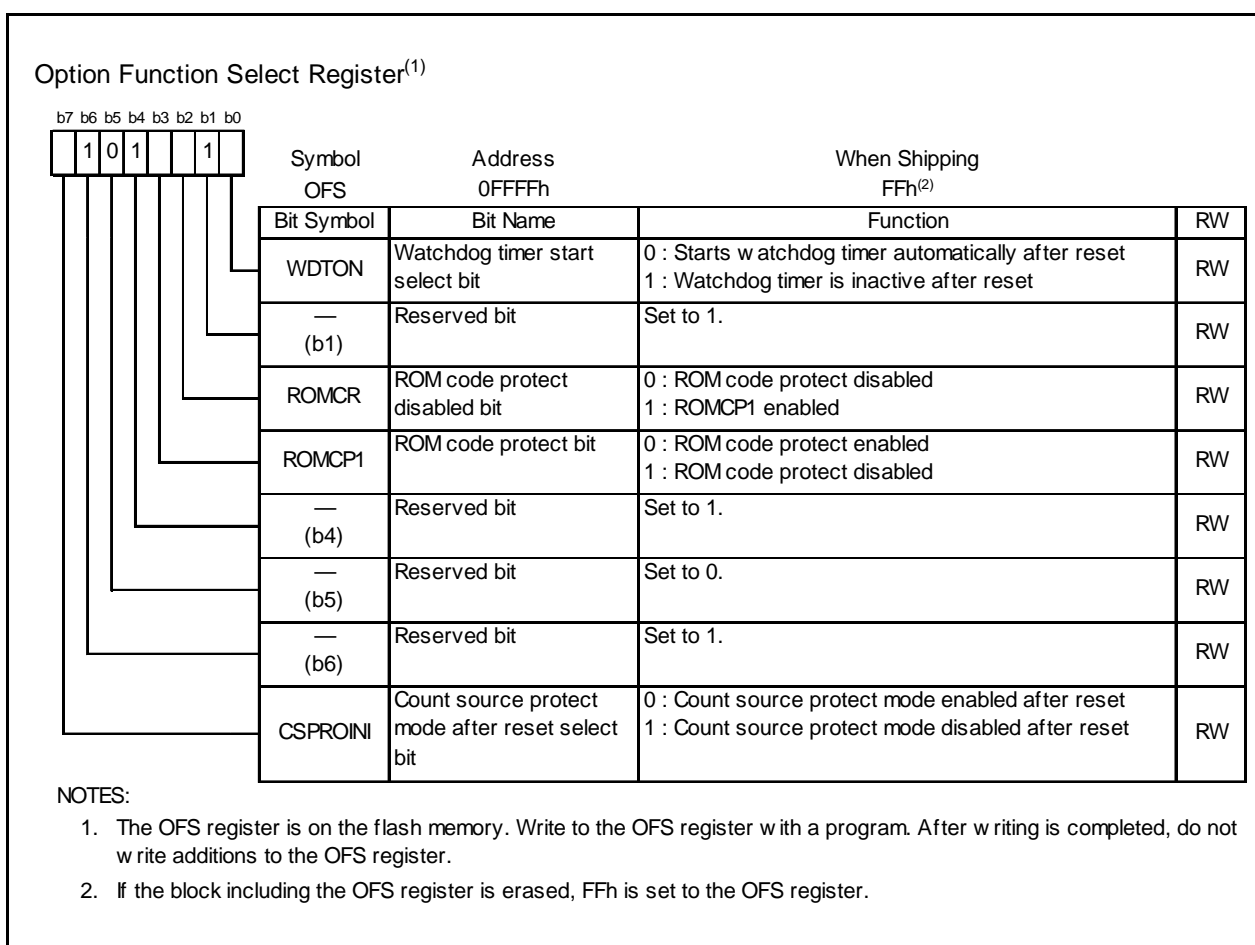 Option Function Select Register(1)
b7 b6 b5 b4 b3 b2 b1 b0
1 0 1 1
Symbol Address When Shipping
OFS 0FFFFh FFh(2)
Bit Symbol Bit Name Function RW
WDTON Watchdog timer start select bit 0 : Starts watchdog timer automatically after reset RW
1 : Watchdog timer is inactive after reset
— (b1) Reserved bit Set to 1. RW
ROMCR ROM code protect disabled bit 0 : ROM code protect disabled RW
1 : ROMCP1 enabled
ROMCP1 ROM code protect bit 0 : ROM code protect enabled RW
1 : ROM code protect disabled
— (b4) Reserved bit Set to 1. RW
— (b5) Reserved bit Set to 0. RW
— (b6) Reserved bit Set to 1. RW
CSPROINI Count source protect mode after reset select bit 0 : Count source protect mode enabled after reset RW
1 : Count source protect mode disabled after reset
NOTES:
1. The OFS register is on the flash memory. Write to the OFS register with a program. After writing is completed, do not
write additions to the OFS register.
2. If the block including the OFS register is erased, FFh is set to the OFS register.